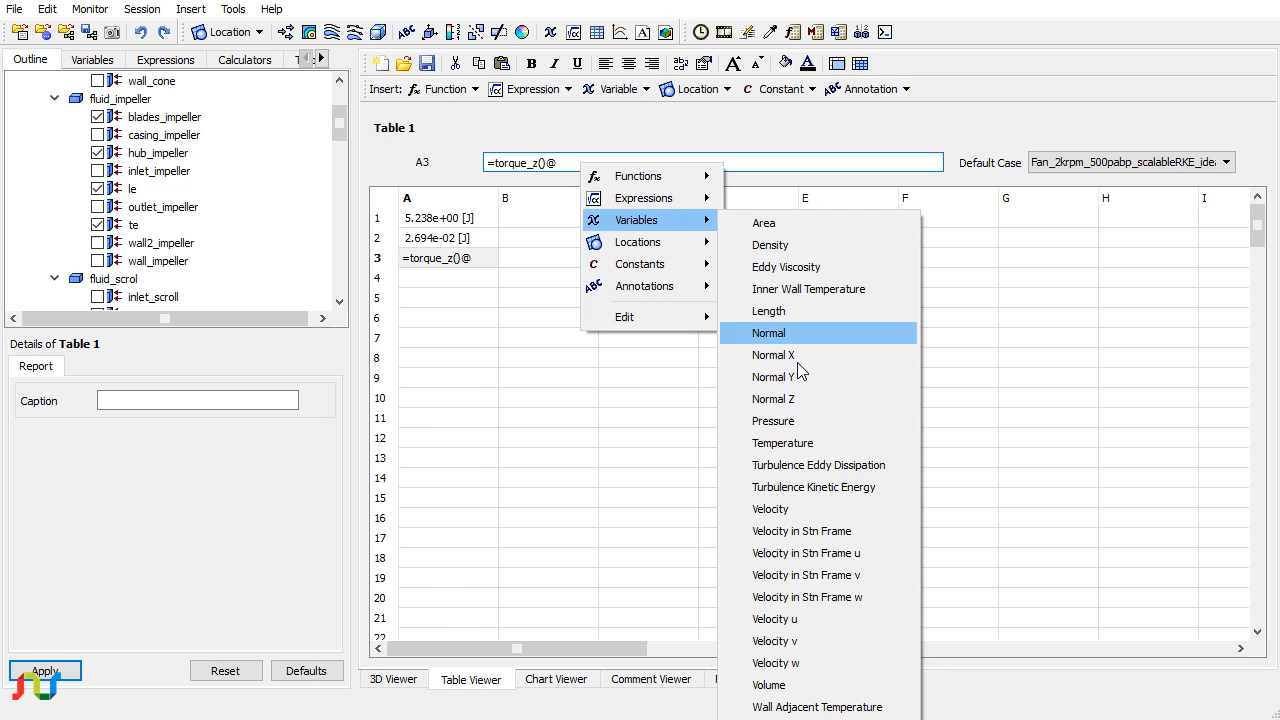 File Edit Monitor Session Insert Tools Help
Location
Outline Variables Expressions Calculators T
wall_cone
fluid_impeller
blades_impeller
casing_impeller
hub_impeller
inlet_impeller
le
outlet_impeller
te
wall2_impeller
wall_impeller
fluid_scrol
inlet_scroll
Details of Table 1
Report
Caption
Apply Reset Defaults
Insert: Function Expression Variable Location Constant Annotation
Table 1
A3 =torque_z()@ Default Case Fan_2krpm_500pabp_scalableRKE_idea
A B E F G H I
1 5.238e+00 [J]
2 2.694e-02 [J]
3 =torque_z()@
4
5
6
7
8
9
10
11
12
13
14
15
16
17
18
19
20
21
22
Functions
Expressions
Variables
Locations
Constants
Annotations
Edit
Area
Density
Eddy Viscosity
Inner Wall Temperature
Length
Normal
Normal X
Normal Y
Normal Z
Pressure
Temperature
Turbulence Eddy Dissipation
Turbulence Kinetic Energy
Velocity
Velocity in Stn Frame
Velocity in Stn Frame u
Velocity in Stn Frame v
Velocity in Stn Frame w
Velocity u
Velocity v
Velocity w
Volume
Wall Adjacent Temperature
3D Viewer Table Viewer Chart Viewer Comment Viewer